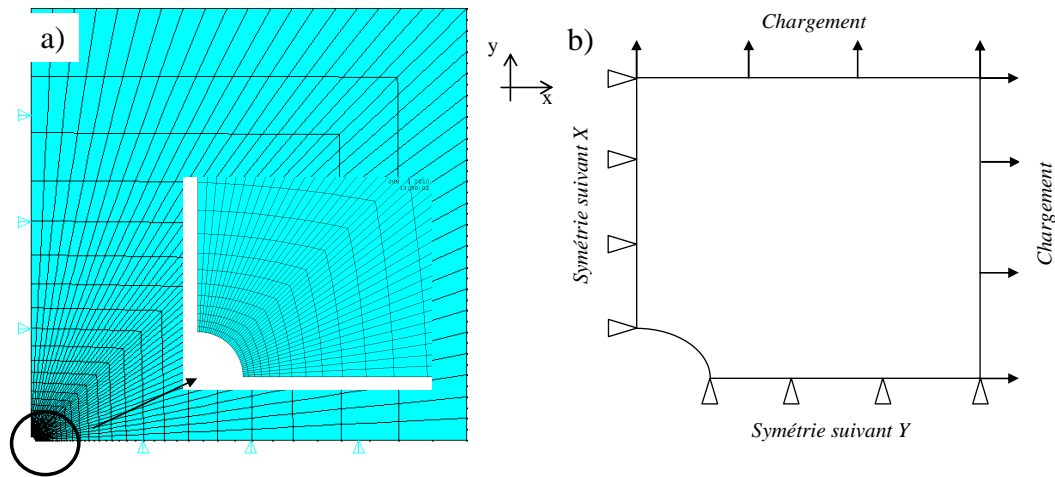 a)
y
x
b)
Chargement
Symétrie suivant X
Chargement
Symétrie suivant Y